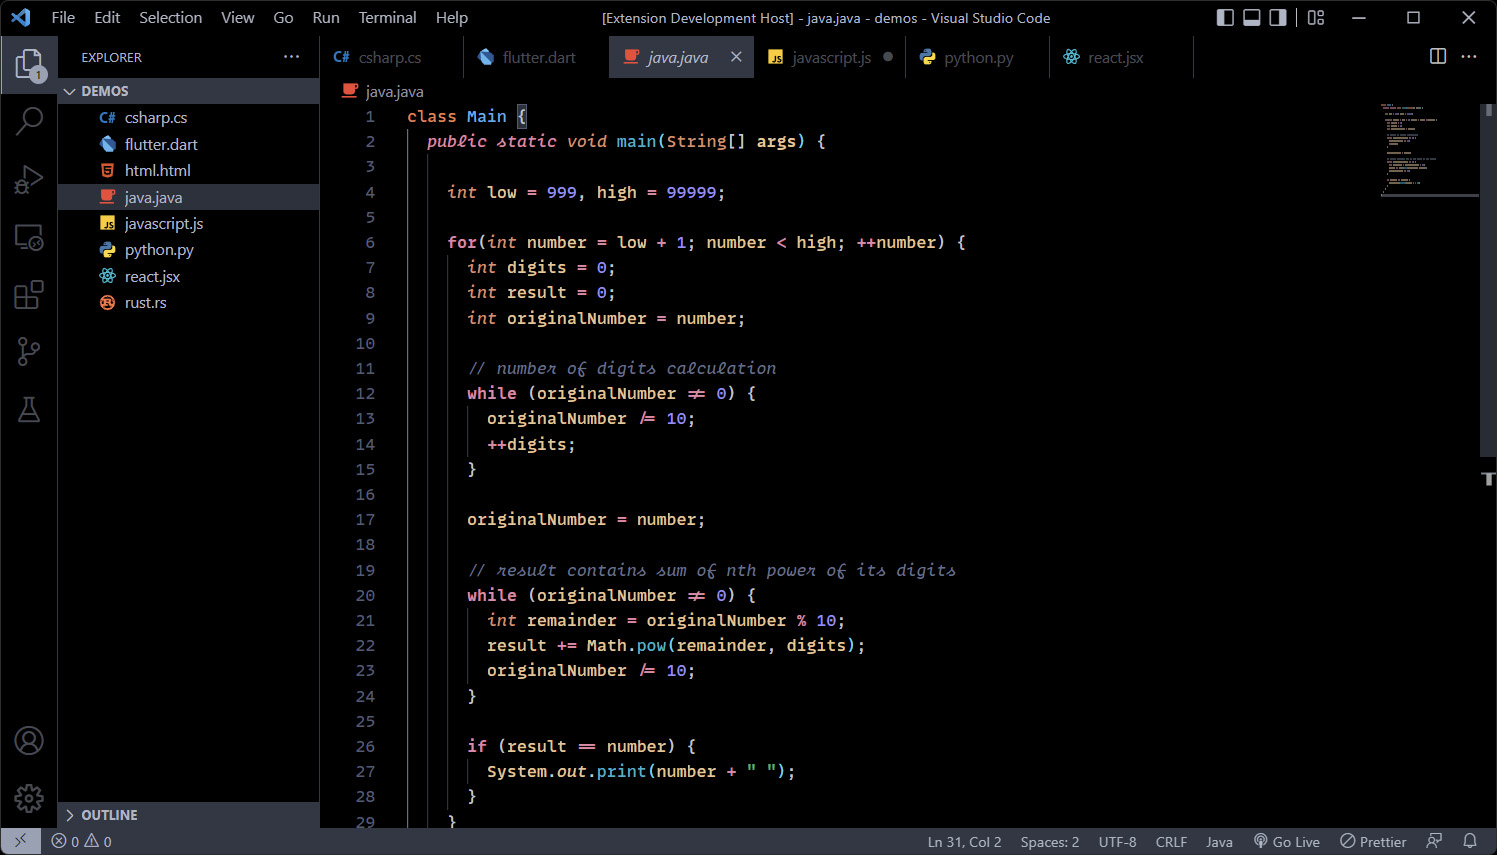 File Edit Selection View Go Run Terminal Help
[Extension Development Host] - java.java - demos - Visual Studio Code
EXPLORER
1
DEMOS
C# csharp.cs
flutter.dart
html.html
java.java
JS javascript.js
python.py
react.jsx
rust.rs
OUTLINE
C# csharp.cs
flutter.dart
java.java
JS javascript.js
python.py
react.jsx
java.java
1 class Main {
2 public static void main(String[] args) {
3
4 int low = 999, high = 99999;
5
6 for(int number = low + 1; number < high; ++number) {
7 int digits = 0;
8 int result = 0;
9 int originalNumber = number;
10
11 // number of digits calculation
12 while (originalNumber != 0) {
13 originalNumber /= 10;
14 ++digits;
15 }
16
17 originalNumber = number;
18
19 // result contains sum of nth power of its digits
20 while (originalNumber != 0) {
21 int remainder = originalNumber % 10;
22 result += Math.pow(remainder, digits);
23 originalNumber /= 10;
24 }
25
26 if (result == number) {
27 System.out.print(number + " ");
28 }
29 }
0 0
Ln 31, Col 2 Spaces: 2 UTF-8 CRLF Java Go Live Prettier